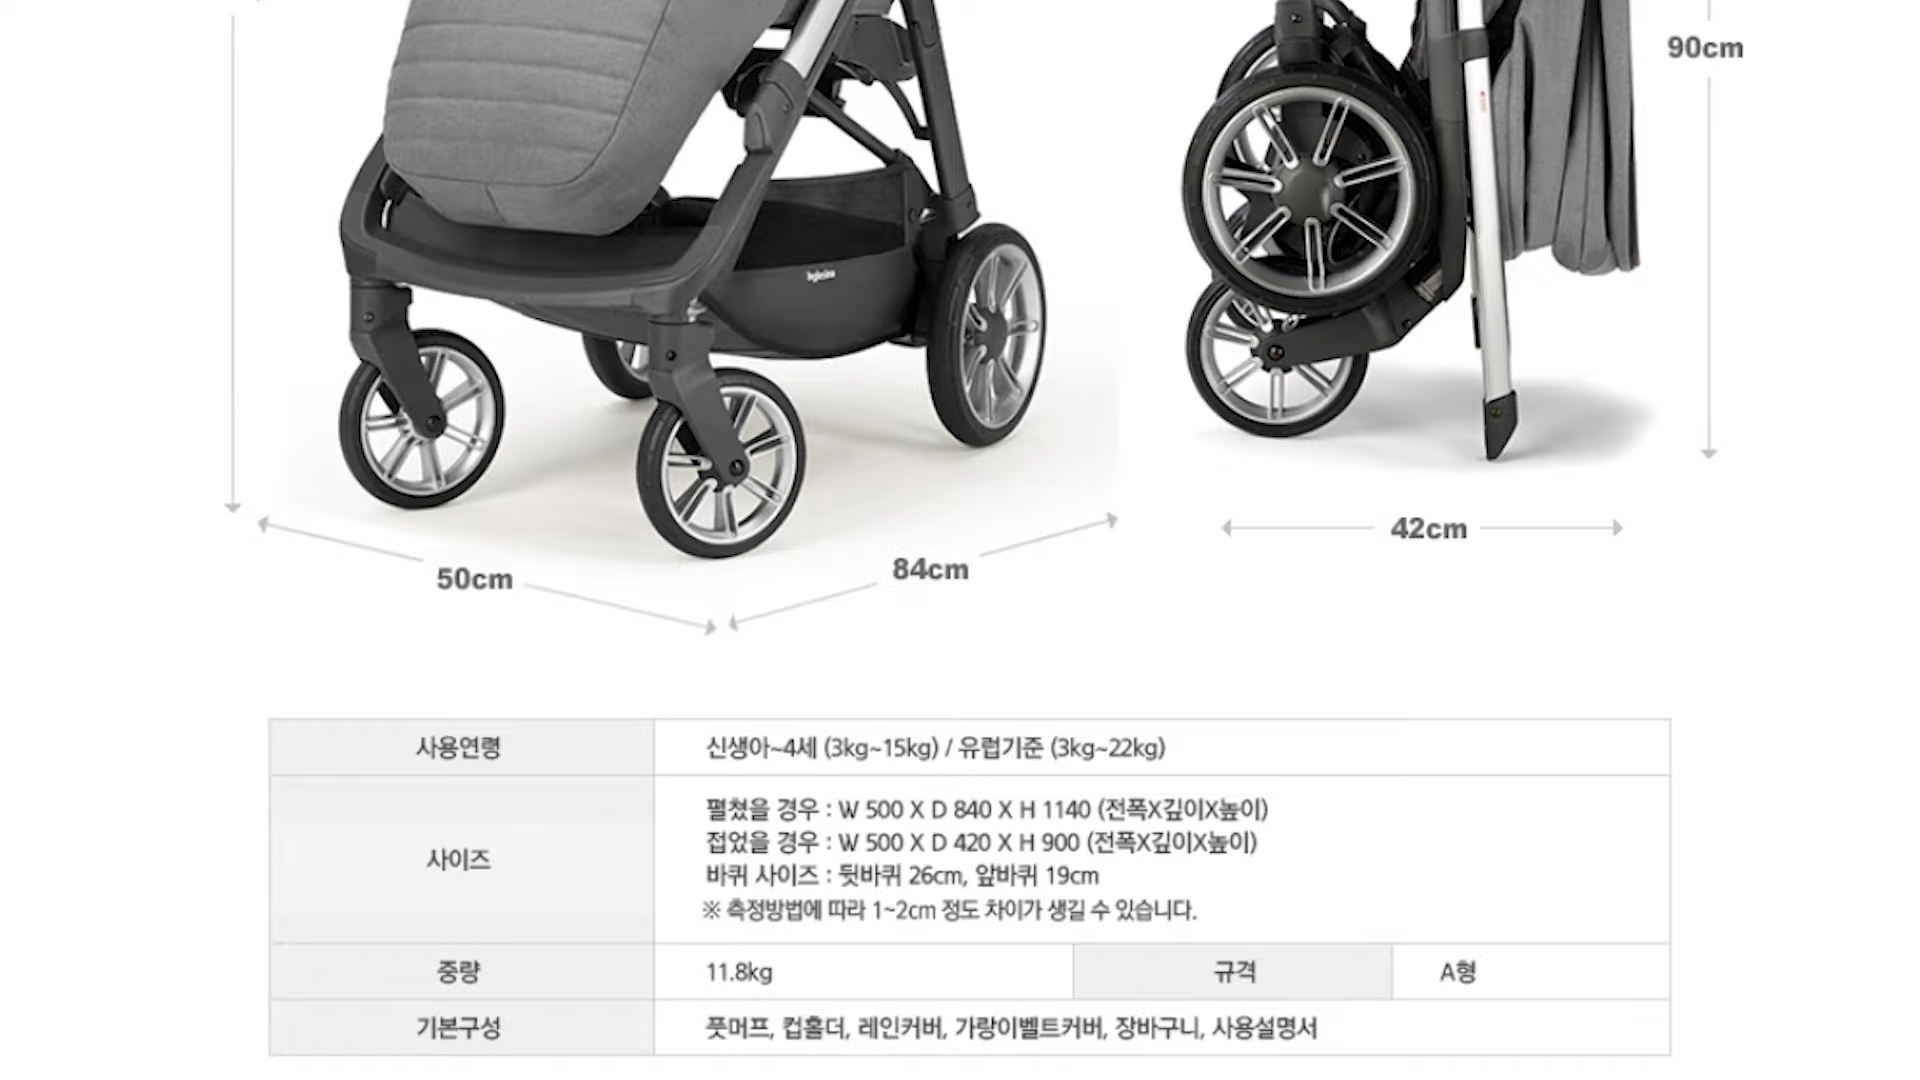 90cm
Inglesina
42cm
84cm
50cm
사용연령
신생아~4세 (3kg~15kg) / 유럽기준 (3kg~22kg)
사이즈
펼쳤을 경우 : W 500 X D 840 X H 1140 (전폭X깊이X높이)
접었을 경우 : W 500 X D 420 X H 900 (전폭X깊이X높이)
바퀴 사이즈 : 뒷바퀴 26cm, 앞바퀴 19cm
※ 측정방법에 따라 1~2cm 정도 차이가 생길 수 있습니다.
중량
11.8kg
규격
A형
기본구성
풋머프, 컵홀더, 레인커버, 가랑이벨트커버, 장바구니, 사용설명서